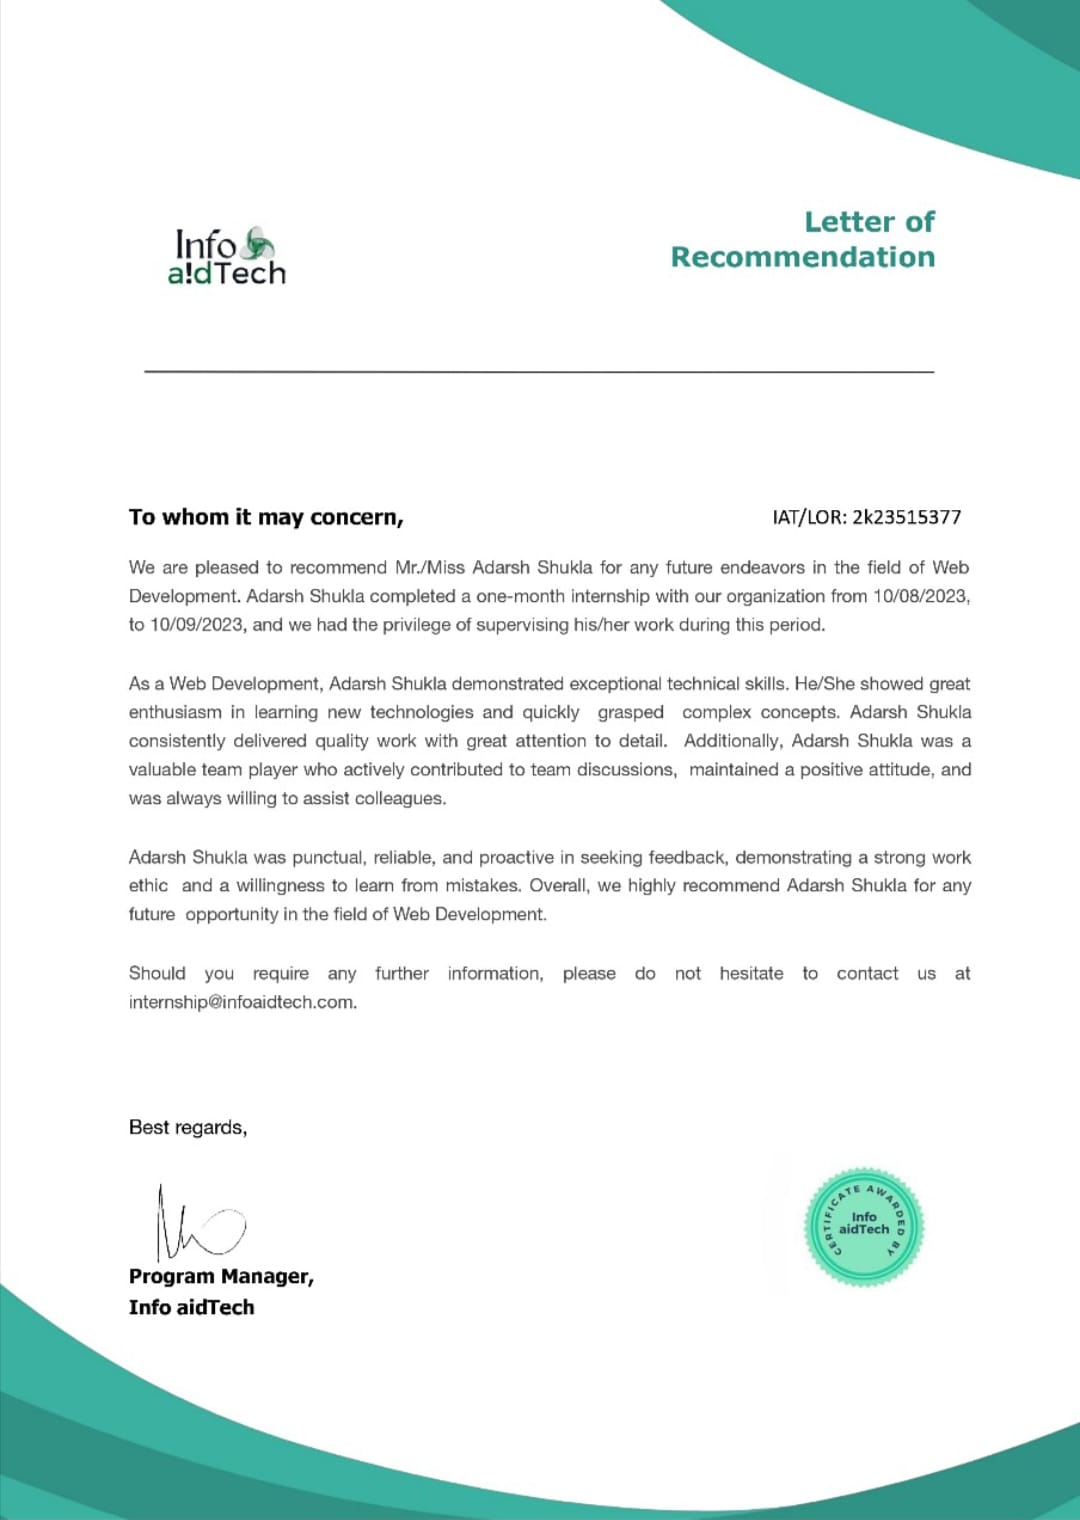 Info
a!dTech
Letter of
Recommendation
To whom it may concern,
IAT/LOR: 2k23515377
We are pleased to recommend Mr./Miss Adarsh Shukla for any future endeavors in the field of Web
Development. Adarsh Shukla completed a one-month internship with our organization from 10/08/2023,
to 10/09/2023, and we had the privilege of supervising his/her work during this period.
As a Web Development, Adarsh Shukla demonstrated exceptional technical skills. He/She showed great
enthusiasm in learning new technologies and quickly grasped complex concepts. Adarsh Shukla
consistently delivered quality work with great attention to detail. Additionally, Adarsh Shukla was a
valuable team player who actively contributed to team discussions, maintained a positive attitude, and
was always willing to assist colleagues.
Adarsh Shukla was punctual, reliable, and proactive in seeking feedback, demonstrating a strong work
ethic and a willingness to learn from mistakes. Overall, we highly recommend Adarsh Shukla for any
future opportunity in the field of Web Development.
Should you require any further information, please do not hesitate to contact us at
internship@infoaidtech.com.
Best regards,
Program Manager,
Info aidTech
CERTIFICATE AWARDED BY
Info
aidTech